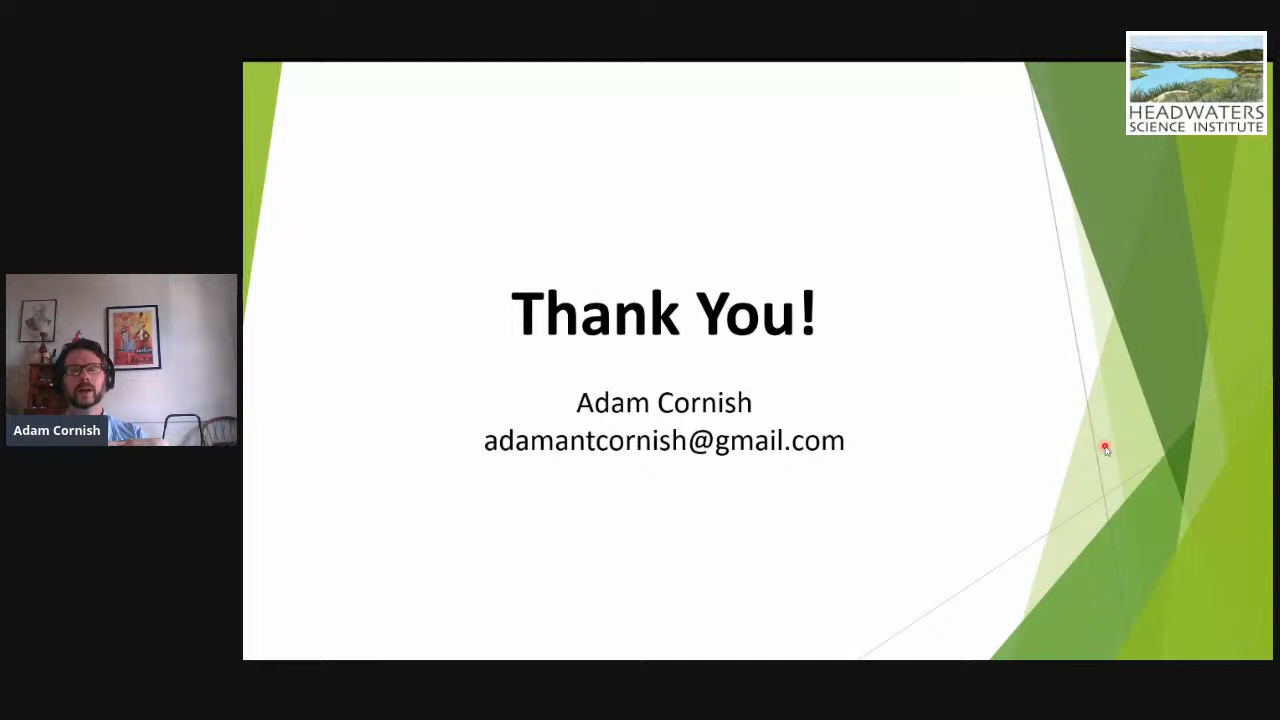 HEADWATERS
SCIENCE INSTITUTE
Thank You!
Adam Cornish
adamantcornish@gmail.com
Adam Cornish